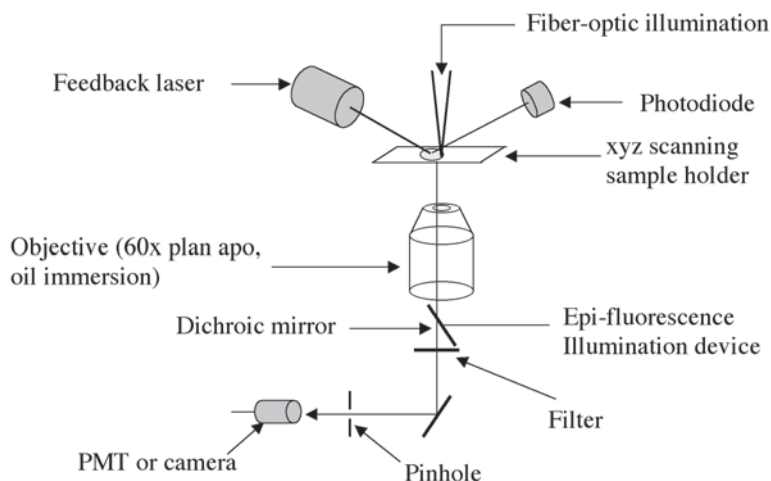 Fiber-optic illumination
Feedback laser
Photodiode
xyz scanning
sample holder
Objective (60x plan apo,
oil immersion)
Dichroic mirror
Epi-fluorescence
Illumination device
Filter
PMT or camera
Pinhole